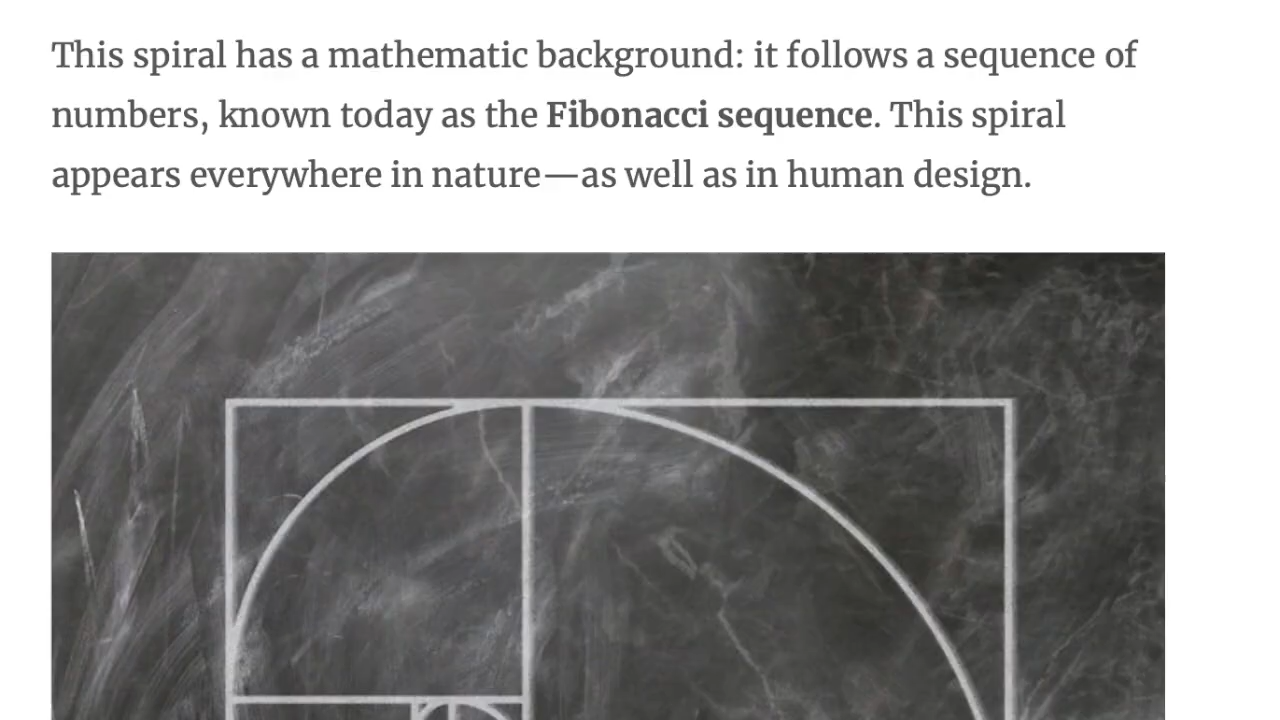 This spiral has a mathematic background: it follows a sequence of
numbers, known today as the Fibonacci sequence. This spiral
appears everywhere in nature—as well as in human design.